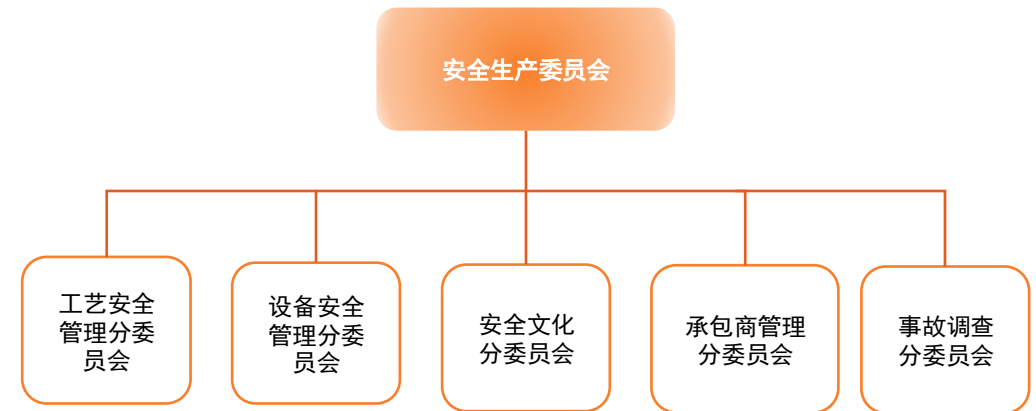 安全生产委员会
工艺安全
管理分委
员会
设备安全
管理分委
员会
安全文化
分委员会
承包商管理
分委员会
事故调查
分委员会